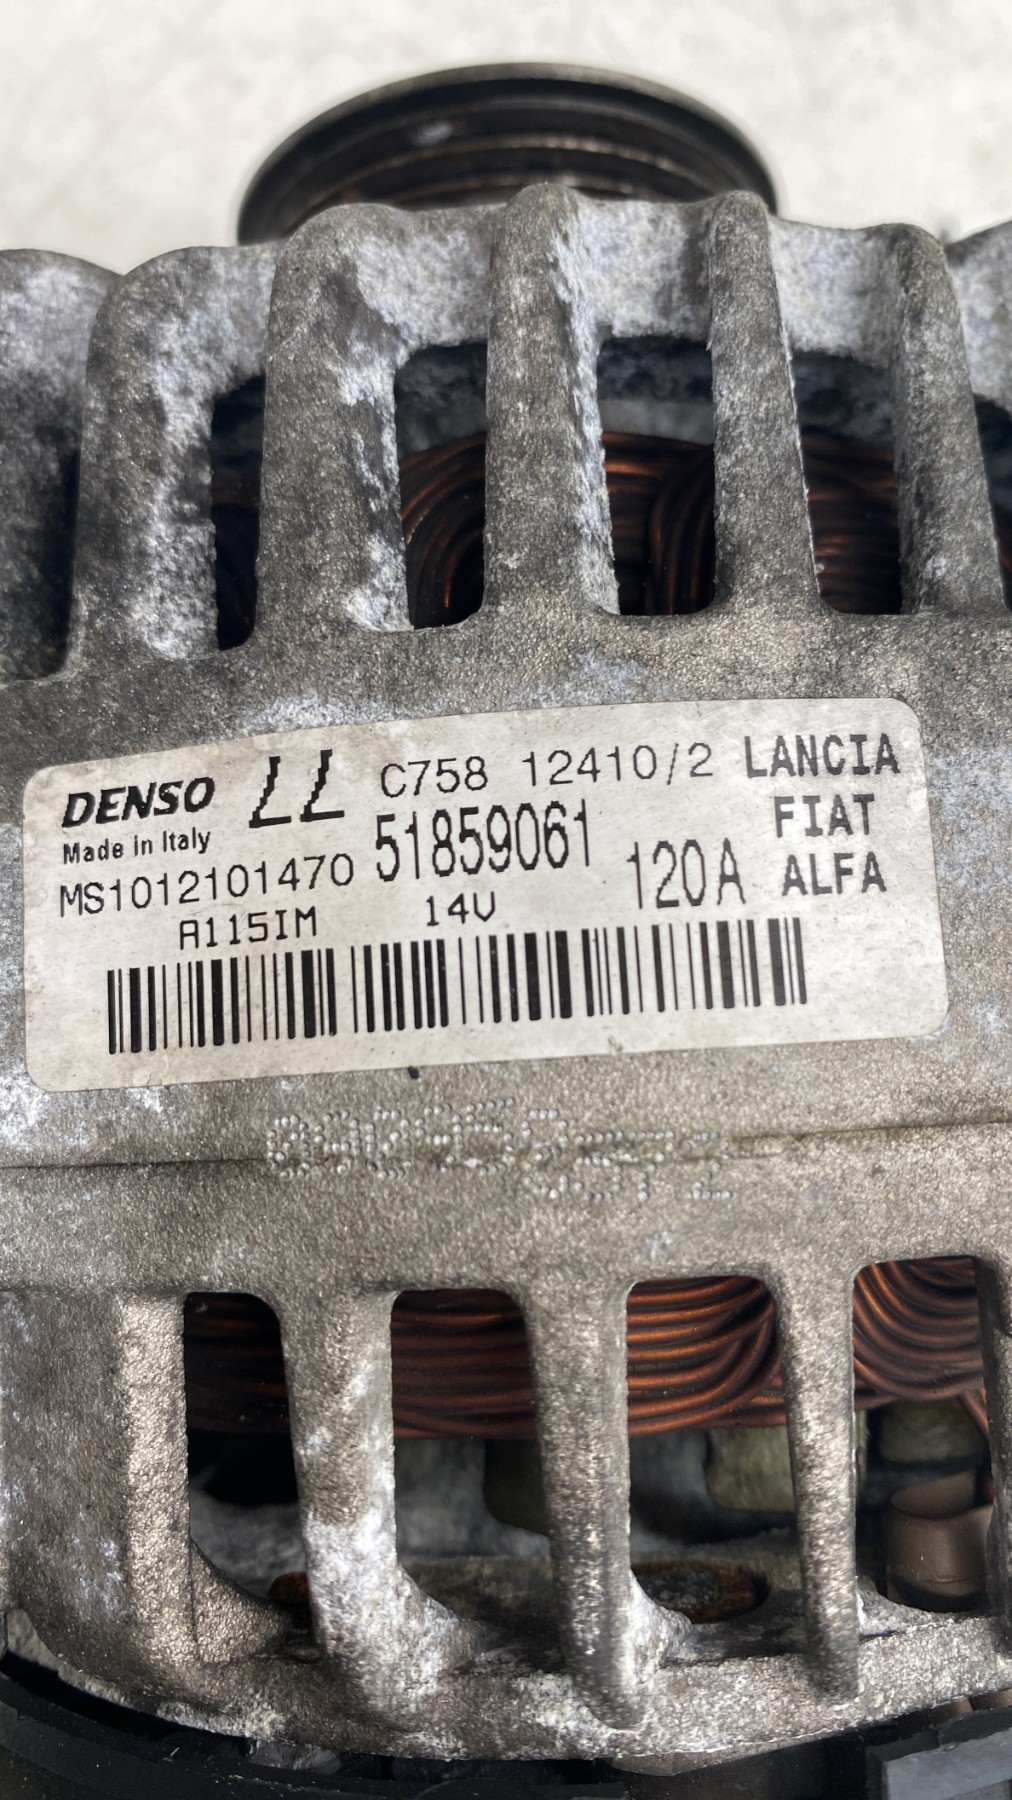 DENSO LL C758 12410/2 LANCIA
Made in Italy 51859061 FIAT
MS1012101470 120A ALFA
A115IM 14V